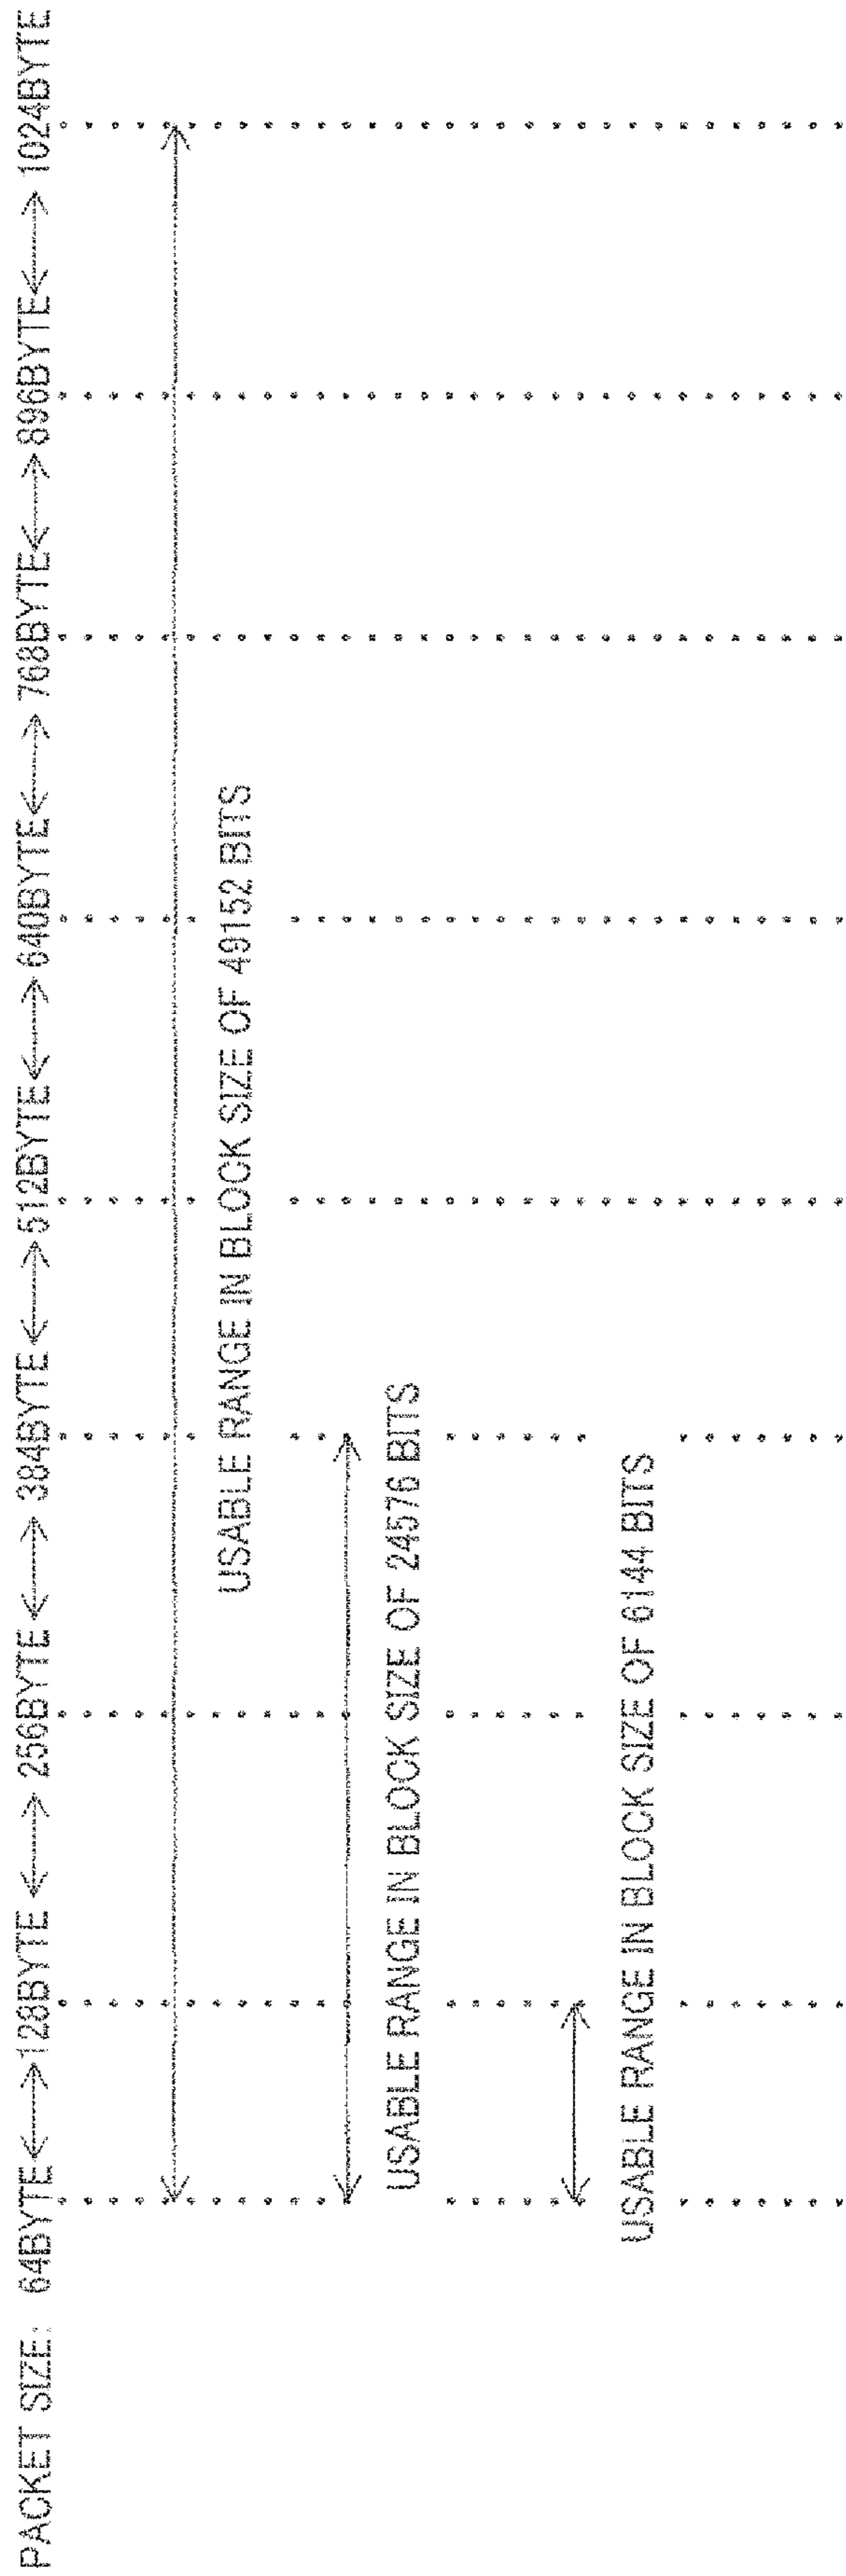 PACKET SIZE: 64BYTE 128BYTE 256BYTE 384BYTE 512BYTE 640BYTE 768BYTE 896BYTE 1024BYTE
USABLE RANGE IN BLOCK SIZE OF 49152 BITS
USABLE RANGE IN BLOCK SIZE OF 24576 BITS
USABLE RANGE IN BLOCK SIZE OF 6144 BITS